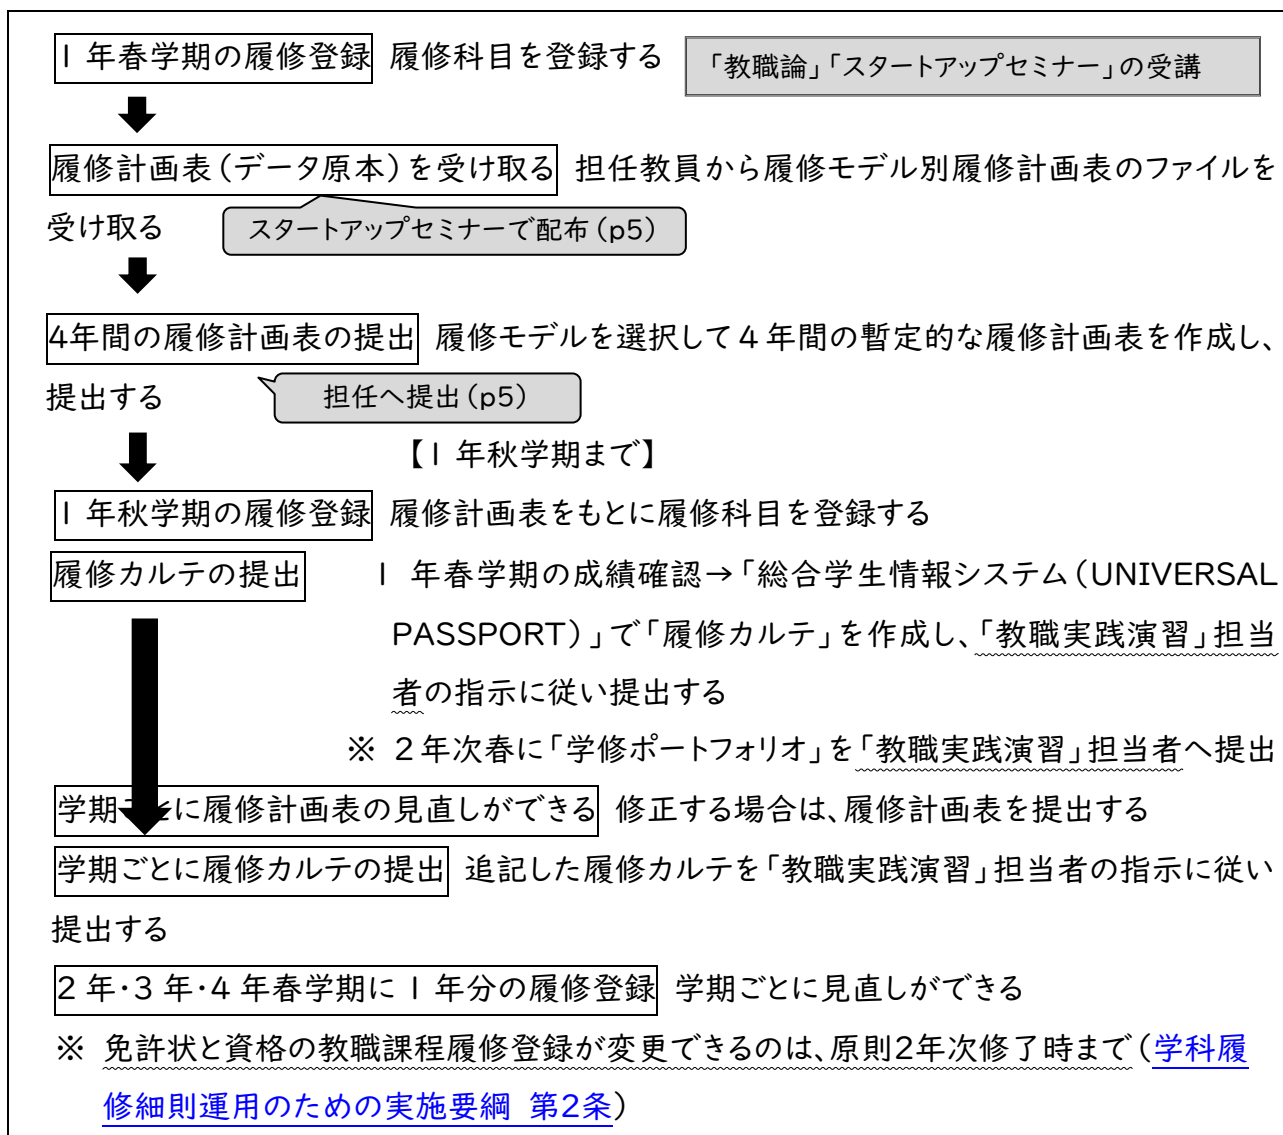 1年春学期の履修登録 履修科目を登録する 「教職論」「スタートアップセミナー」の受講
履修計画表(データ原本)を受け取る 担任教員から履修モデル別履修計画表のファイルを
受け取る スタートアップセミナーで配布(p5)
4年間の履修計画表の提出 履修モデルを選択して4年間の暫定的な履修計画表を作成し、
提出する 担任へ提出(p5)
【1年秋学期まで】
1年秋学期の履修登録 履修計画表をもとに履修科目を登録する
履修カルテの提出 1 年春学期の成績確認→「総合学生情報システム(UNIVERSAL
PASSPORT)」で「履修カルテ」を作成し、「教職実践演習」担当
者の指示に従い提出する
※ 2年次春に「学修ポートフォリオ」を「教職実践演習」担当者へ提出
学期ごとに履修計画表の見直しができる 修正する場合は、履修計画表を提出する
学期ごとに履修カルテの提出 追記した履修カルテを「教職実践演習」担当者の指示に従い
提出する
2年・3年・4年春学期に1年分の履修登録 学期ごとに見直しができる
※ 免許状と資格の教職課程履修登録が変更できるのは、原則2年次修了時まで(学科履
修細則運用のための実施要綱 第2条)